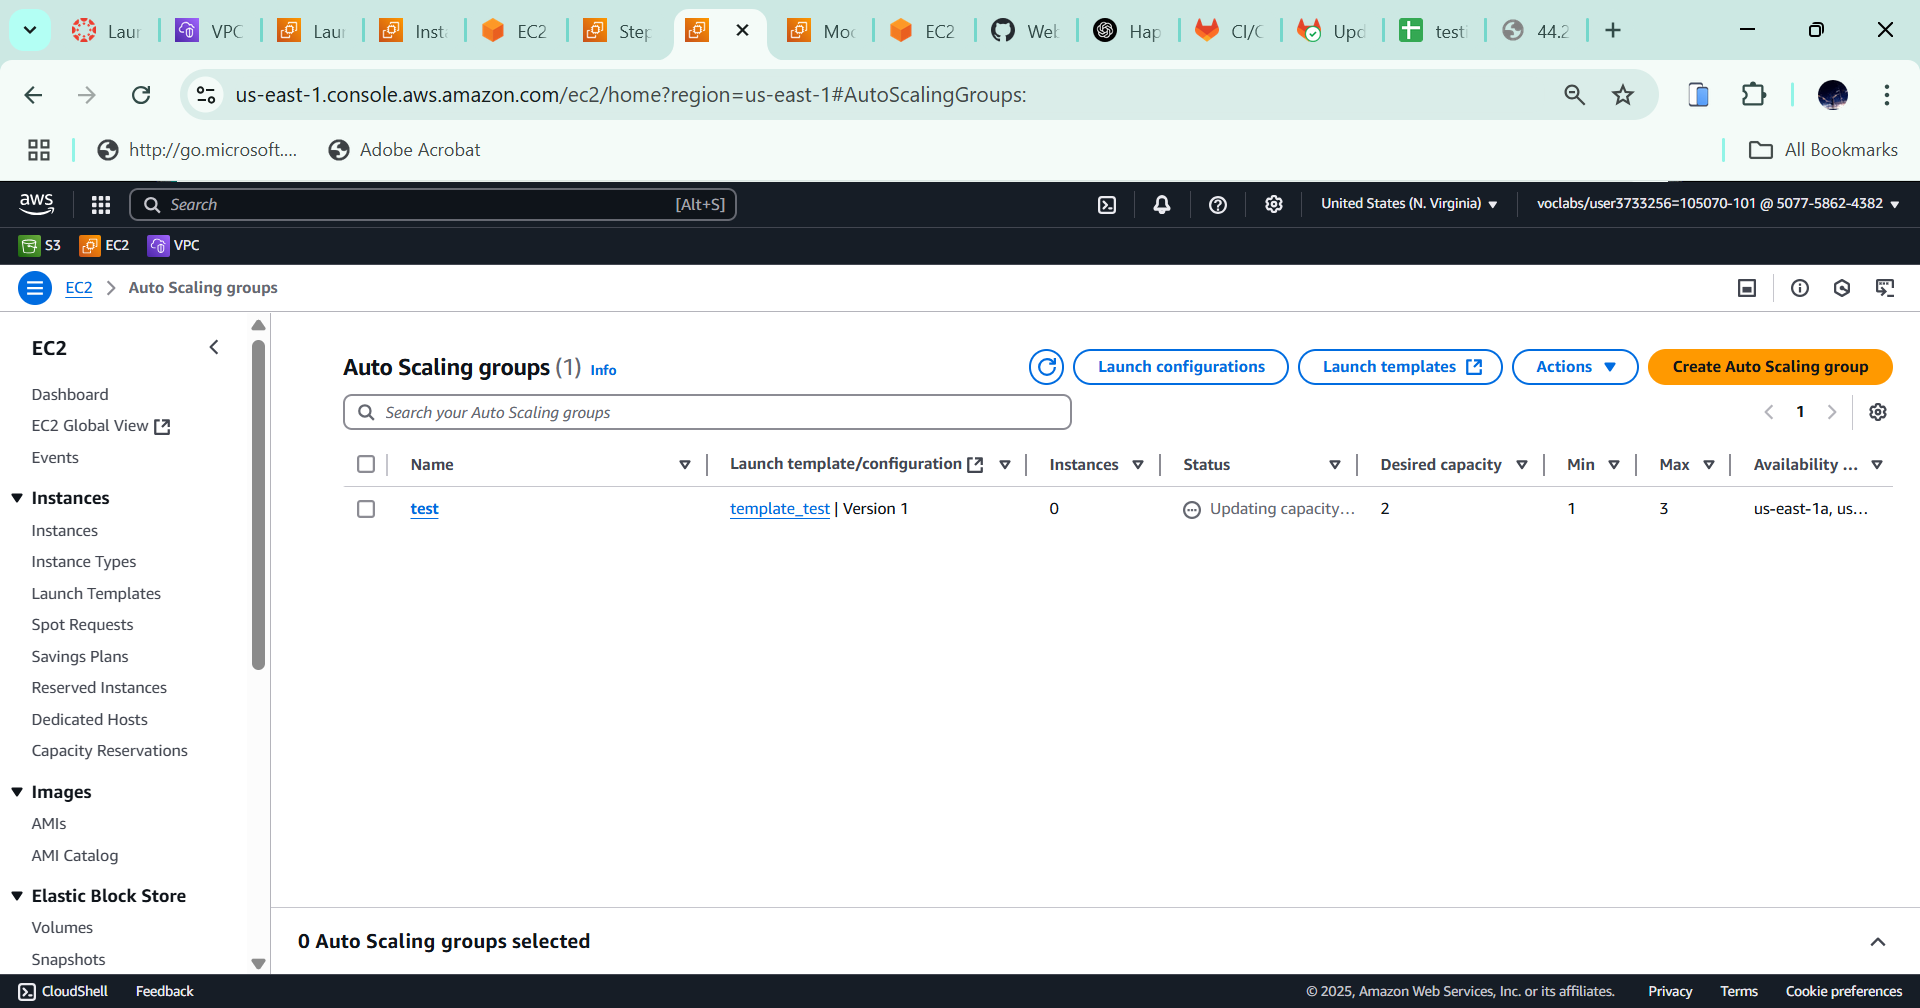 Laun
VPC
Laun
Insta
EC2
Step
Mod
EC2
Web
Hap
CI/C
Upd
testi
44.2
us-east-1.console.aws.amazon.com/ec2/home?region=us-east-1#AutoScalingGroups:
http://go.microsoft....
Adobe Acrobat
All Bookmarks
aws
Search
[Alt+S]
United States (N. Virginia)
voclabs/user3733256=105070-101 @ 5077-5862-4382
S3
EC2
VPC
EC2
Auto Scaling groups
EC2
Dashboard
EC2 Global View
Events
Instances
Instances
Instance Types
Launch Templates
Spot Requests
Savings Plans
Reserved Instances
Dedicated Hosts
Capacity Reservations
Images
AMIs
AMI Catalog
Elastic Block Store
Volumes
Snapshots
Auto Scaling groups (1) Info
Launch configurations
Launch templates
Actions
Create Auto Scaling group
Search your Auto Scaling groups
1
Name
Launch template/configuration
Instances
Status
Desired capacity
Min
Max
Availability ...
test
template_test | Version 1
0
Updating capacity...
2
1
3
us-east-1a, us...
0 Auto Scaling groups selected
CloudShell
Feedback
© 2025, Amazon Web Services, Inc. or its affiliates.
Privacy
Terms
Cookie preferences